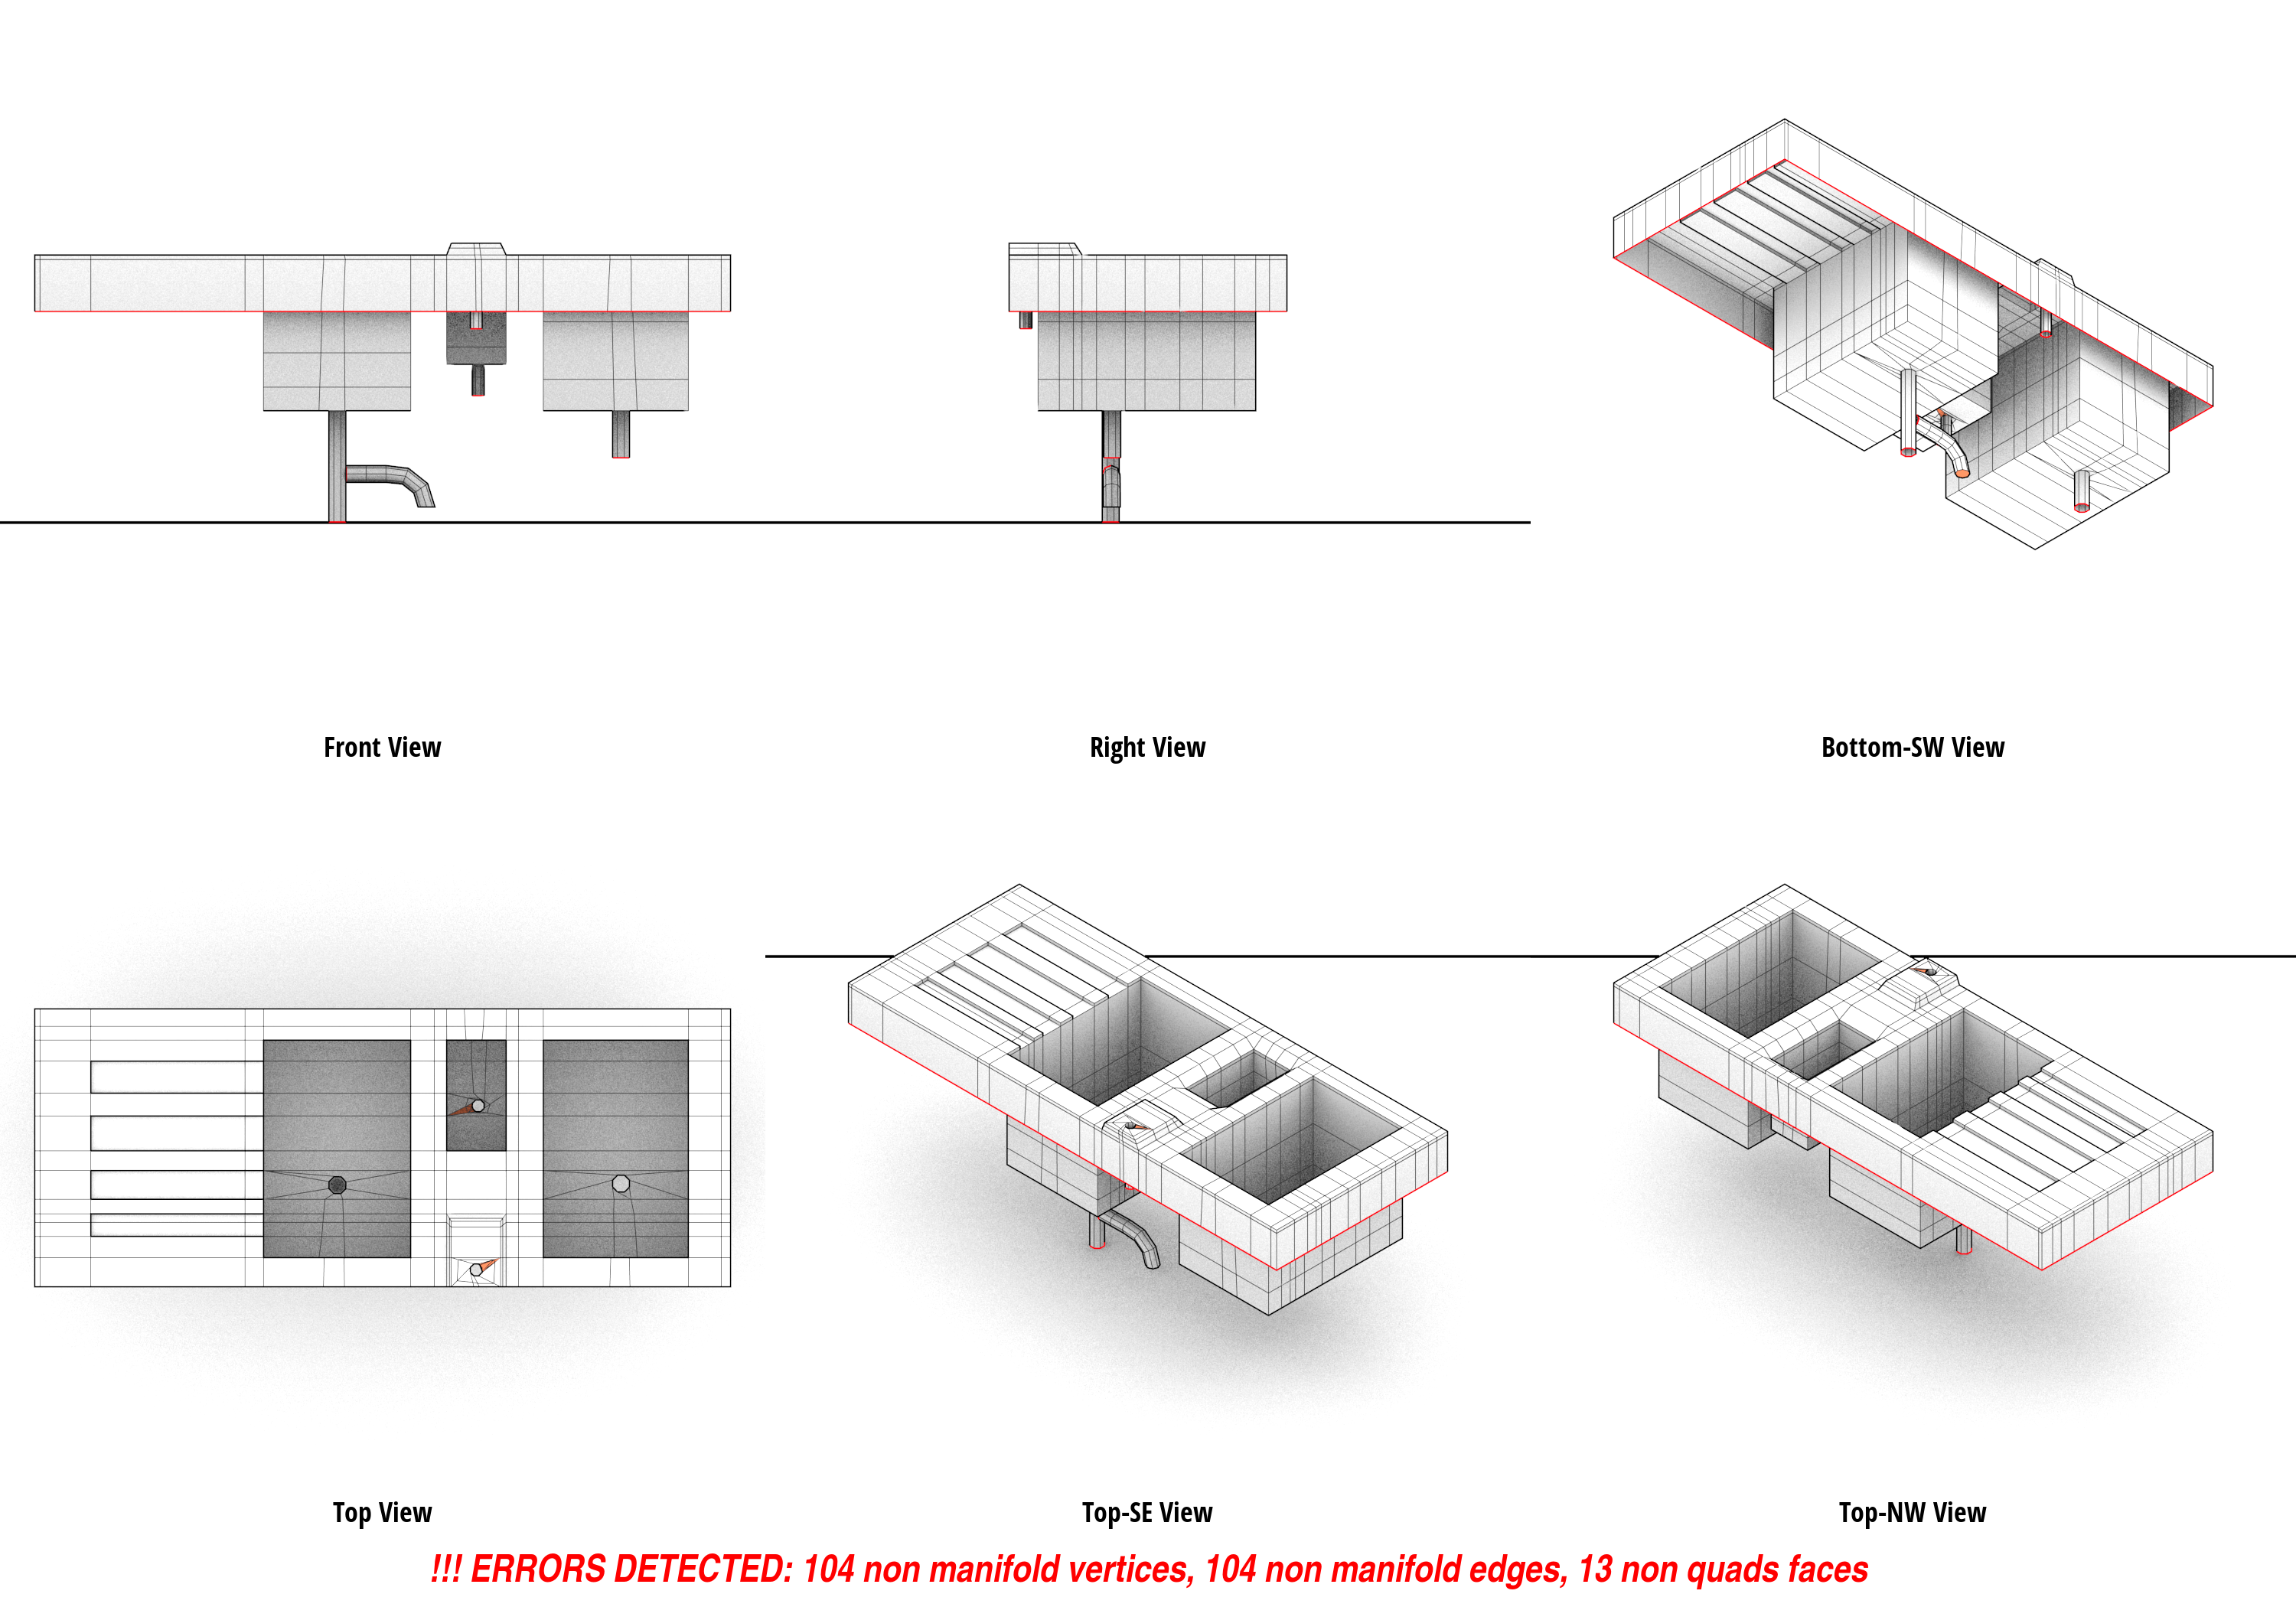 Front View
Right View
Bottom-SW View
Top View
Top-SE View
Top-NW View
!!! ERRORS DETECTED: 104 non manifold vertices, 104 non manifold edges, 13 non quads faces